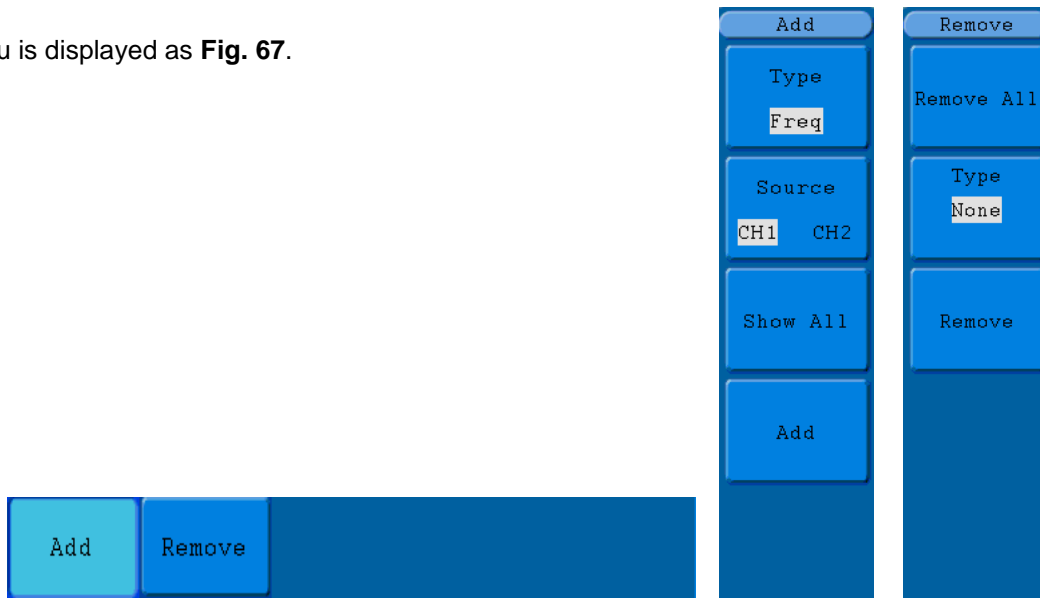 u is displayed as Fig. 67.
Add
Type
Freq
Source
CH1 CH2
Show All
Add
Remove
Remove All
Type
None
Remove
Add Remove